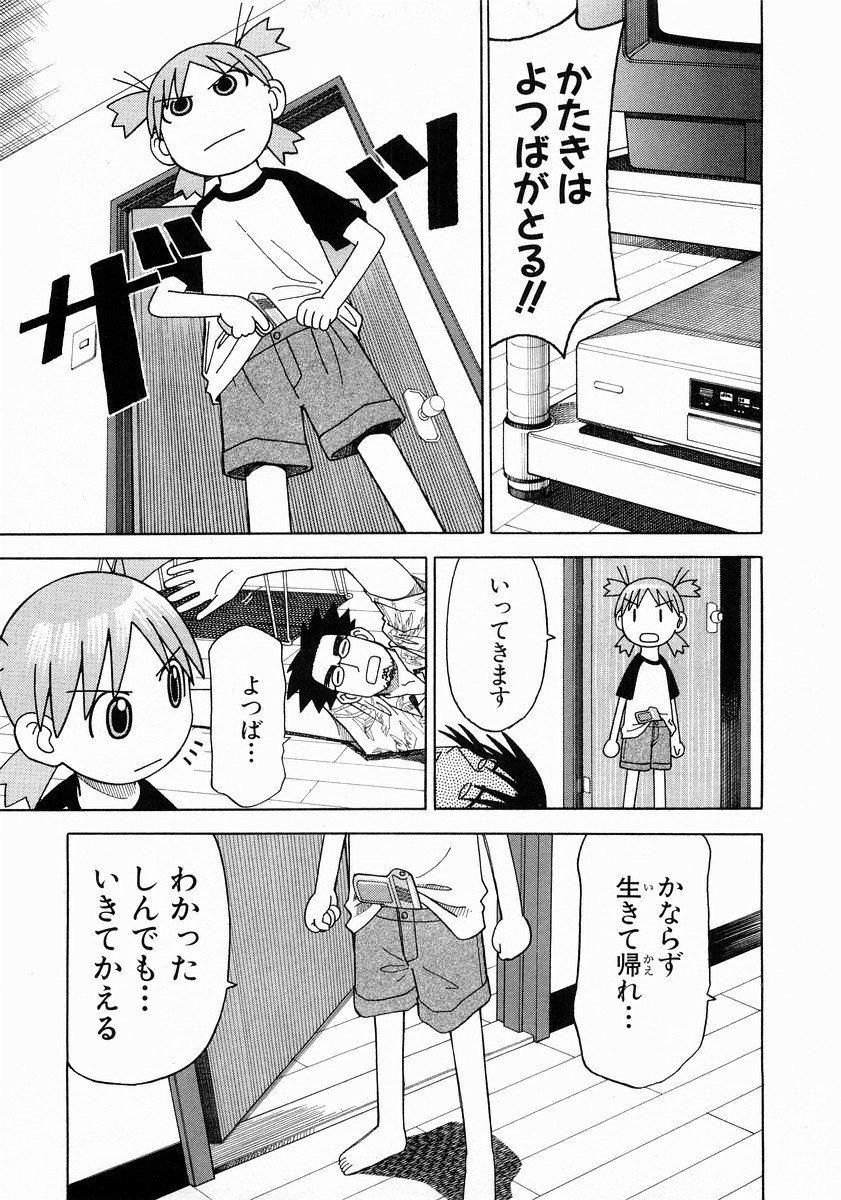 かたきは
よつばがとる!!
ザッ
いってきます
よつば…
かならず
生きて帰れ…
わかった
しんでも…
いきてかえる